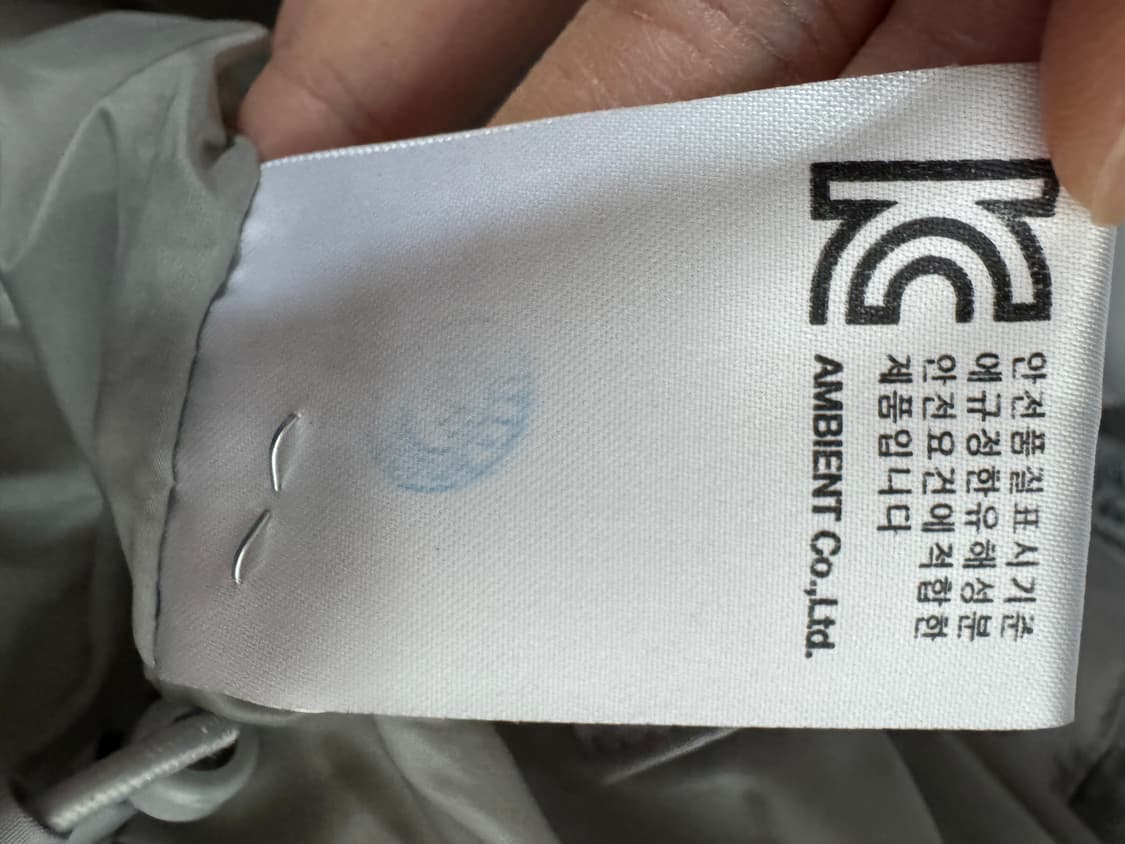 KC
안전품질표시기준
에규정한유해성분
안전요건에적합한
제품입니다
AMBIENT Co.,Ltd.